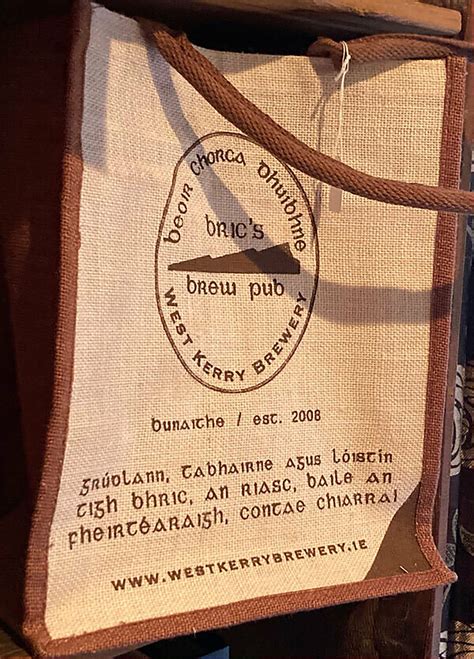 Beoir Chorca Dhuibhne
Bric's
Brew Pub
West Kerry Brewery
Bunaithe / est. 2008
Grúdlann, Tabhairne agus Lóistín
Tigh Bhric, An Riasc, Baile an
Fheirtéaraigh, Contae Chiarraí
www.westkerrybrewery.ie